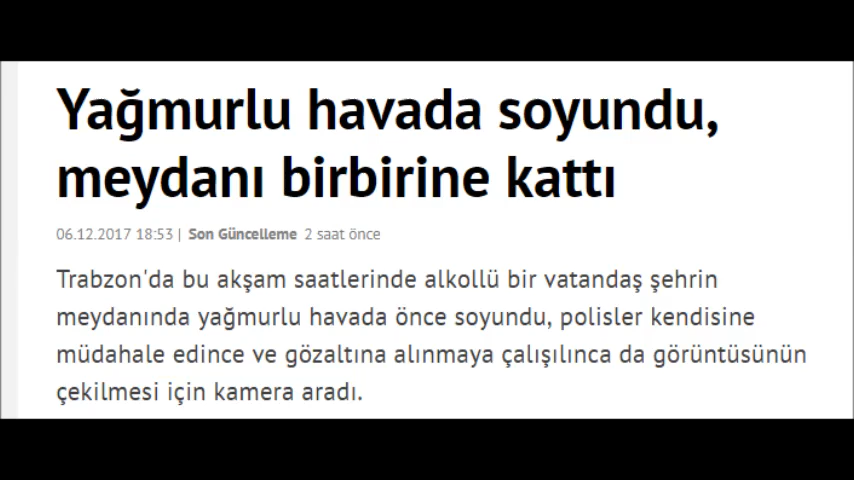 Yağmurlu havada soyundu,
meydanı birbirine kattı
06.12.2017 18:53 | Son Güncelleme 2 saat önce
Trabzon'da bu akşam saatlerinde alkollü bir vatandaş şehrin
meydanında yağmurlu havada önce soyundu, polisler kendisine
müdahale edince ve gözaltına alınmaya çalışılınca da görüntüsünün
çekilmesi için kamera aradı.